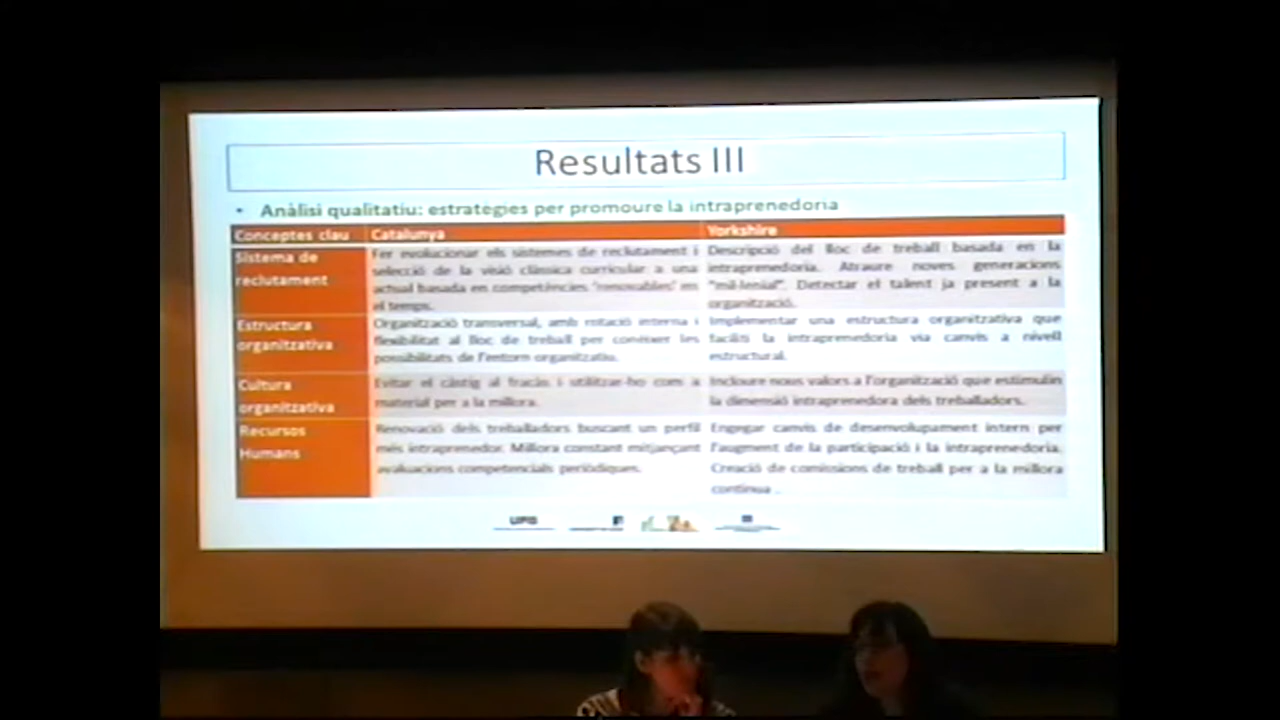 Resultats III
• Anàlisi qualitatiu: estratègies per promoure la intraprenedoria
Conceptes clau
Catalunya
Yorkshire
Sistema de
reclutament
Fer evolucionar els sistemes de reclutament i
selecció de la visió clàssica curricular a una
actual basada en competències "renovables" en
el temps.
Descripció del lloc de treball basada en la
intraprenedoria. Atraure noves generacions
"mil·lenial". Detectar el talent ja present a la
organització.
Estructura
organitzativa
Organització transversal, amb rotació interna i
flexibilitat al lloc de treball per conèixer les
possibilitats de l'entorn organitzatiu.
Implementar una estructura organitzativa que
faciliti la intraprenedoria via canvis a nivell
estructural.
Cultura
organitzativa
Evitar el càstig al fracàs i utilitzar-ho com a
material per a la millora.
Incloure nous valors a l'organització que estimulin
la dimensió intraprenedora dels treballadors.
Recursos
Humans
Renovació dels treballadors buscant un perfil
més intraprenedor. Millora constant mitjançant
avaluacions competencials periòdiques.
Engegar canvis de desenvolupament intern per
l'augment de la participació i la intraprenedoria.
Creació de comissions de treball per a la millora
contínua .